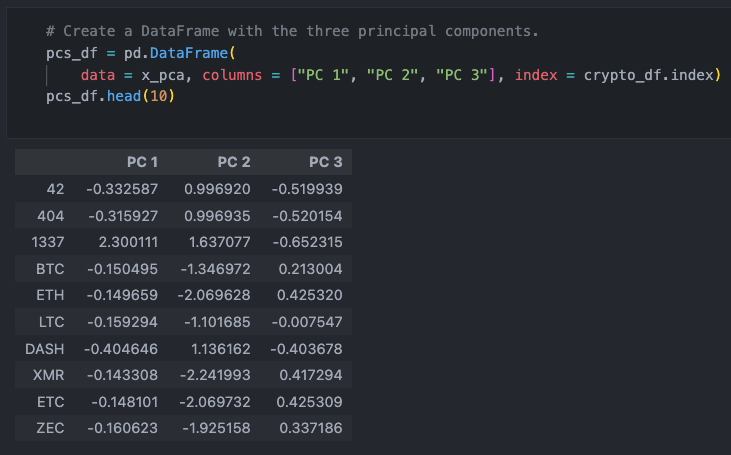 # Create a DataFrame with the three principal components.
pcs_df = pd.DataFrame(
data = x_pca, columns = ["PC 1", "PC 2", "PC 3"], index = crypto_df.index)
pcs_df.head(10)
PC 1 PC 2 PC 3
42 -0.332587 0.996920 -0.519939
404 -0.315927 0.996935 -0.520154
1337 2.300111 1.637077 -0.652315
BTC -0.150495 -1.346972 0.213004
ETH -0.149659 -2.069628 0.425320
LTC -0.159294 -1.101685 -0.007547
DASH -0.404646 1.136162 -0.403678
XMR -0.143308 -2.241993 0.417294
ETC -0.148101 -2.069732 0.425309
ZEC -0.160623 -1.925158 0.337186